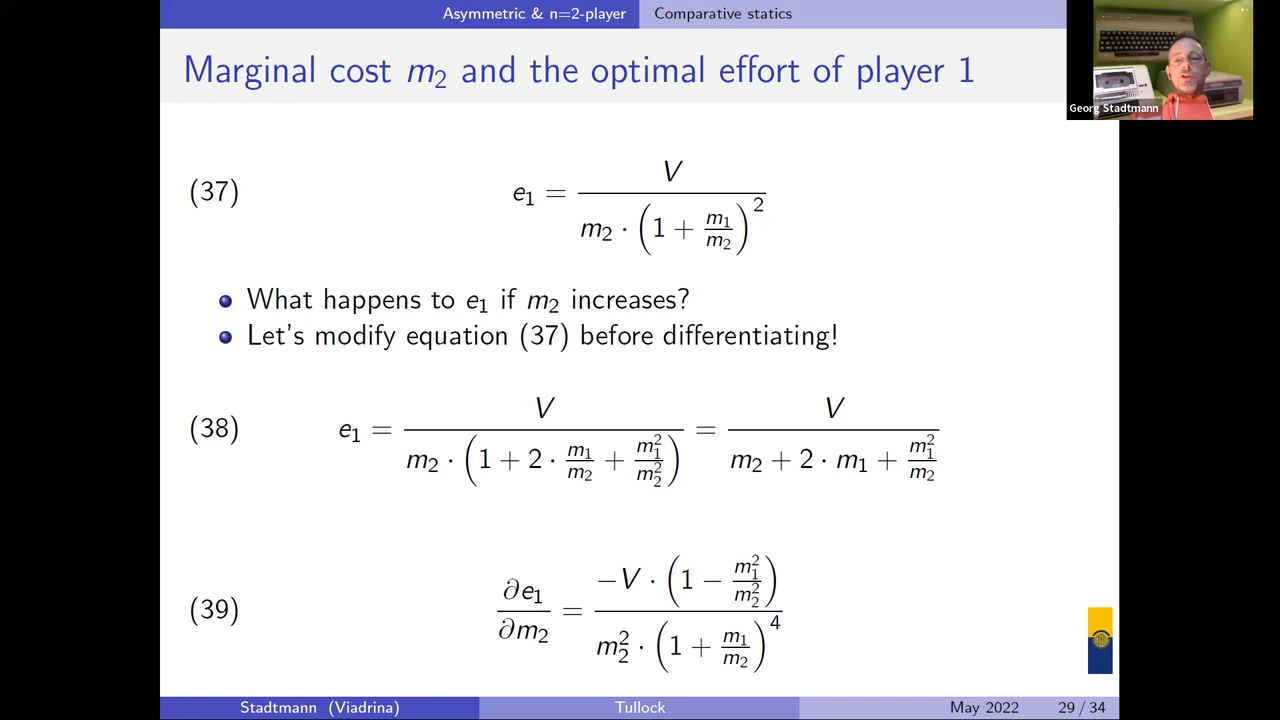 Asymmetric & n=2-player Comparative statics
Marginal cost m₂ and the optimal effort of player 1
Georg Stadtmann
(37) e₁ = V / (m₂ · (1 + m₁/m₂)²)
What happens to e₁ if m₂ increases?
Let's modify equation (37) before differentiating!
(38) e₁ = V / (m₂ · (1 + 2 · m₁/m₂ + m₁²/m₂²)) = V / (m₂ + 2 · m₁ + m₁²/m₂)
(39) ∂e₁/∂m₂ = −V · (1 − m₁²/m₂²) / (m₂² · (1 + m₁/m₂)⁴)
Stadtmann (Viadrina) Tullock May 2022 29 / 34